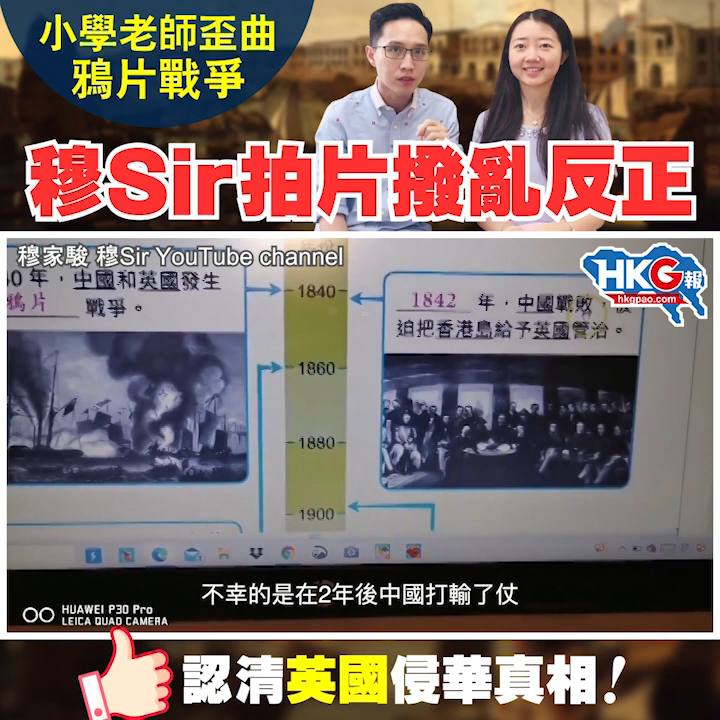 小學老師歪曲
鴉片戰爭
穆Sir拍片撥亂反正
穆家駿 穆Sir YouTube channel
HKG報
hkgpao.com
0年，中國和英國發生
鴉片 戰爭。
1840
1860
1880
1900
1842 年，中國戰敗，被
迫把香港島給予英國管治。
不幸的是在2年後中國打輸了仗
HUAWEI P30 Pro
LEICA QUAD CAMERA
認清英國侵華真相！